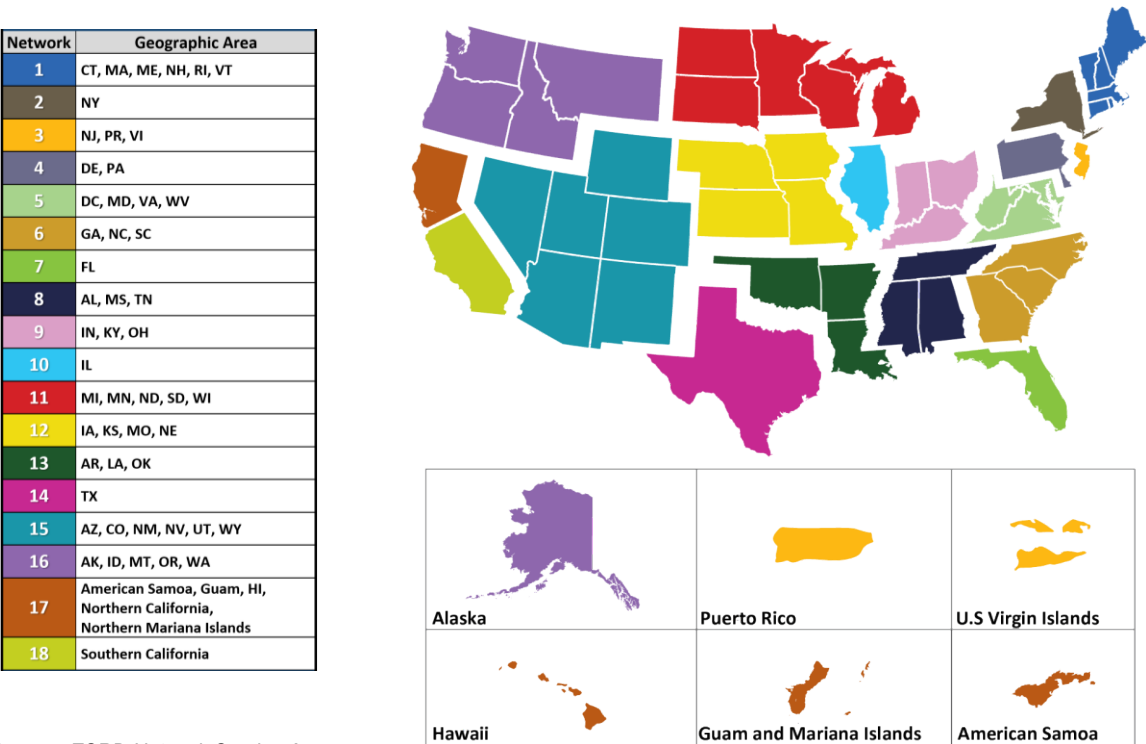 Network Geographic Area
1 CT, MA, ME, NH, RI, VT
2 NY
3 NJ, PR, VI
4 DE, PA
5 DC, MD, VA, WV
6 GA, NC, SC
7 FL
8 AL, MS, TN
9 IN, KY, OH
10 IL
11 MI, MN, ND, SD, WI
12 IA, KS, MO, NE
13 AR, LA, OK
14 TX
15 AZ, CO, NM, NV, UT, WY
16 AK, ID, MT, OR, WA
17 American Samoa, Guam, HI,
Northern California,
Northern Mariana Islands
18 Southern California
Alaska
Puerto Rico
U.S Virgin Islands
Hawaii
Guam and Mariana Islands
American Samoa